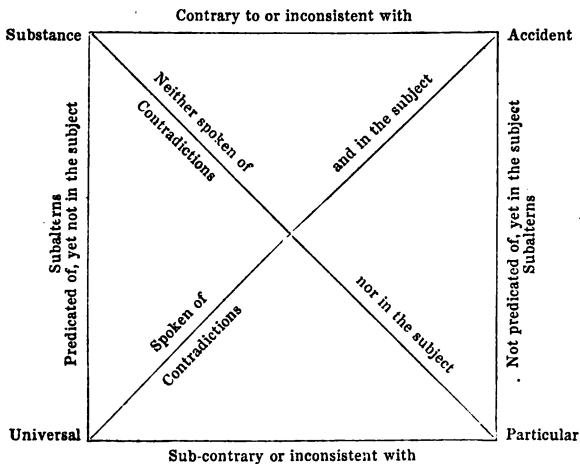 Contrary to or inconsistent with
Substance
Accident
Neither spoken of
Contradictions
and in the subject
Subalterns
Predicated of, yet not in the subject
Not predicated of, yet in the subject
Subalterns
Spoken of
Contradictions
nor in the subject
Universal
Particular
Sub-contrary or inconsistent with